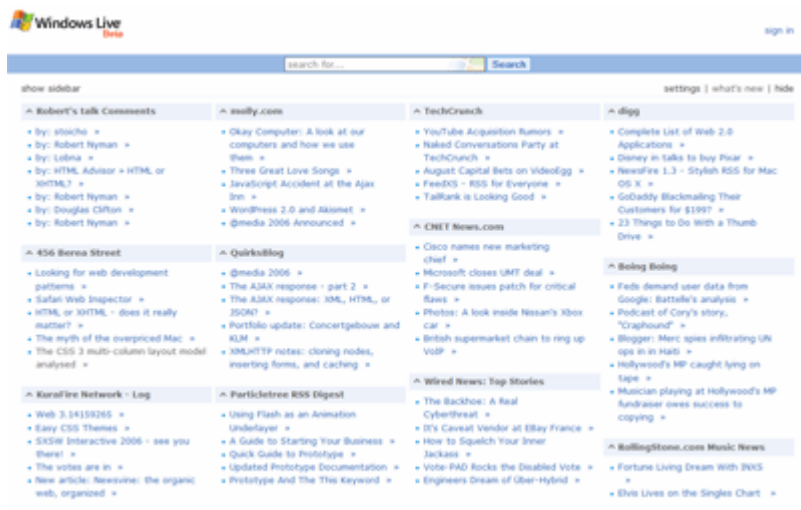 Windows Live
Beta
sign in
search for...
Search
show sidebar
settings | what's new | hide
^ Robert's talk Comments
by: stoicho »
by: Robert Nyman »
by: Lobna »
by: HTML Advisor » HTML or
XHTML? »
by: Robert Nyman »
by: Douglas Clifton »
by: Robert Nyman »
^ 456 Berea Street
Looking for web development
patterns »
Safari Web Inspector »
HTML or XHTML - does it really
matter? »
The myth of the overpriced Mac »
The CSS 3 multi-column layout model
analysed »
^ KuraFire Network - Log
Web 3.14159265 »
Easy CSS Themes »
SXSW Interactive 2006 - see you
there! »
The votes are in »
New article: Newsvine: the organic
web, organized »
^ molly.com
Okay Computer: A look at our
computers and how we use
them »
Three Great Love Songs »
JavaScript Accident at the Ajax
Inn »
WordPress 2.0 and Akismet »
@media 2006 Announced »
^ QuirksBlog
@media 2006 »
The AJAX response - part 2 »
The AJAX response: XML, HTML, or
JSON? »
Portfolio update: Concertgebouw and
KLM »
XMLHTTP notes: cloning nodes,
inserting forms, and caching »
^ Particletree RSS Digest
Using Flash as an Animation
Underlayer »
A Guide to Starting Your Business »
Quick Guide to Prototype »
Updated Prototype Documentation »
Prototype And The This Keyword »
^ TechCrunch
YouTube Acquisition Rumors »
Naked Conversations Party at
TechCrunch »
August Capital Bets on VideoEgg »
FeedXS - RSS for Everyone »
TailRank is Looking Good »
^ CNET News.com
Cisco names new marketing
chief »
Microsoft closes UMT deal »
F-Secure issues patch for critical
flaws »
Photos: A look inside Nissan's Xbox
car »
British supermarket chain to ring up
VoIP »
^ Wired News: Top Stories
The Backhoe: A Real
Cyberthreat »
It's Caveat Vendor at EBay France »
How to Squelch Your Inner
Jackass »
Vote-PAD Rocks the Disabled Vote »
Engineers Dream of Über-Hybrid »
^ digg
Complete List of Web 2.0
Applications »
Disney in talks to buy Pixar »
NewsFire 1.3 - Stylish RSS for Mac
OS X »
GoDaddy Blackmailing Their
Customers for $199? »
23 Things to Do With a Thumb
Drive »
^ Boing Boing
Feds demand user data from
Google: Battelle's analysis »
Podcast of Cory's story,
"Craphound" »
Blogger: Merc spies infiltrating UN
ops in in Haiti »
Hollywood's MP caught lying on
tape »
Musician playing at Hollywood's MP
fundraiser owes success to
copying »
^ RollingStone.com Music News
Fortune Living Dream With INXS
»
Elvis Lives on the Singles Chart »